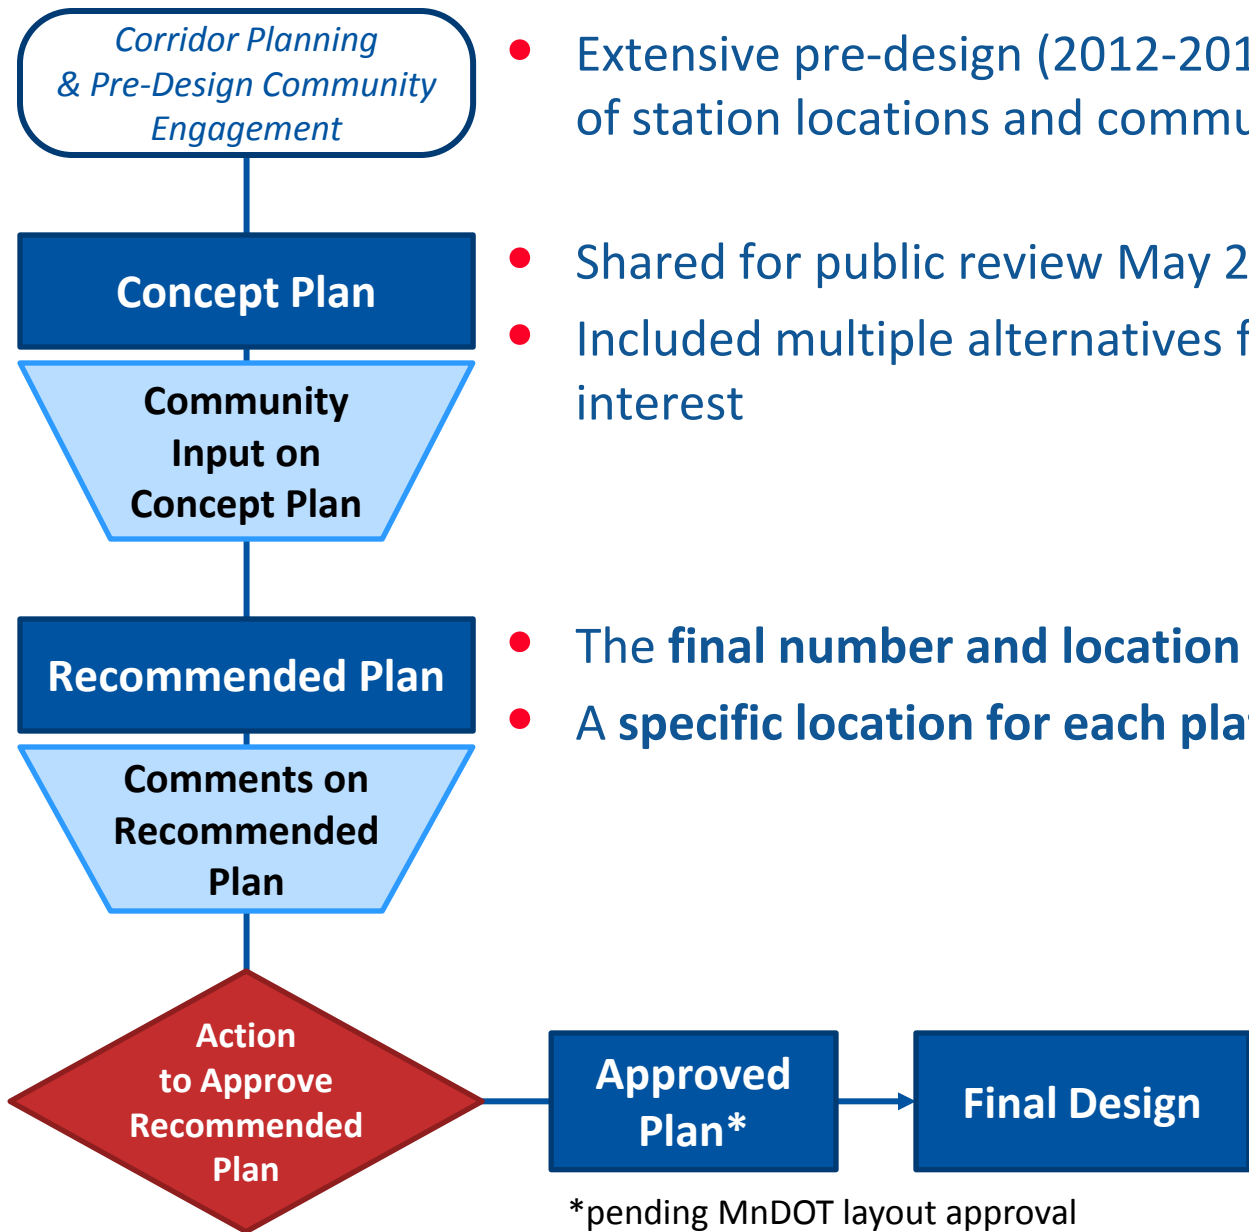 Corridor Planning
& Pre-Design Community
Engagement
Extensive pre-design (2012-201
of station locations and commu
Concept Plan
Shared for public review May 2
Included multiple alternatives f
interest
Community
Input on
Concept Plan
Recommended Plan
The final number and location
A specific location for each pla
Comments on
Recommended
Plan
Action
to Approve
Recommended
Plan
Approved
Plan*
Final Design
*pending MnDOT layout approval